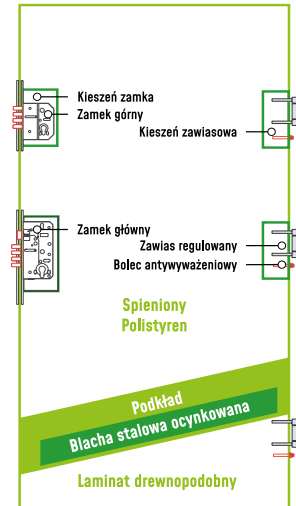 Kieszeń zamka
Zamek górny
Kieszeń zawiasowa
Zamek główny
Zawias regulowany
Bolec antywyważeniowy
Spieniony
Polistyren
Podkład
Blacha stalowa ocynkowana
Laminat drewnopodobny